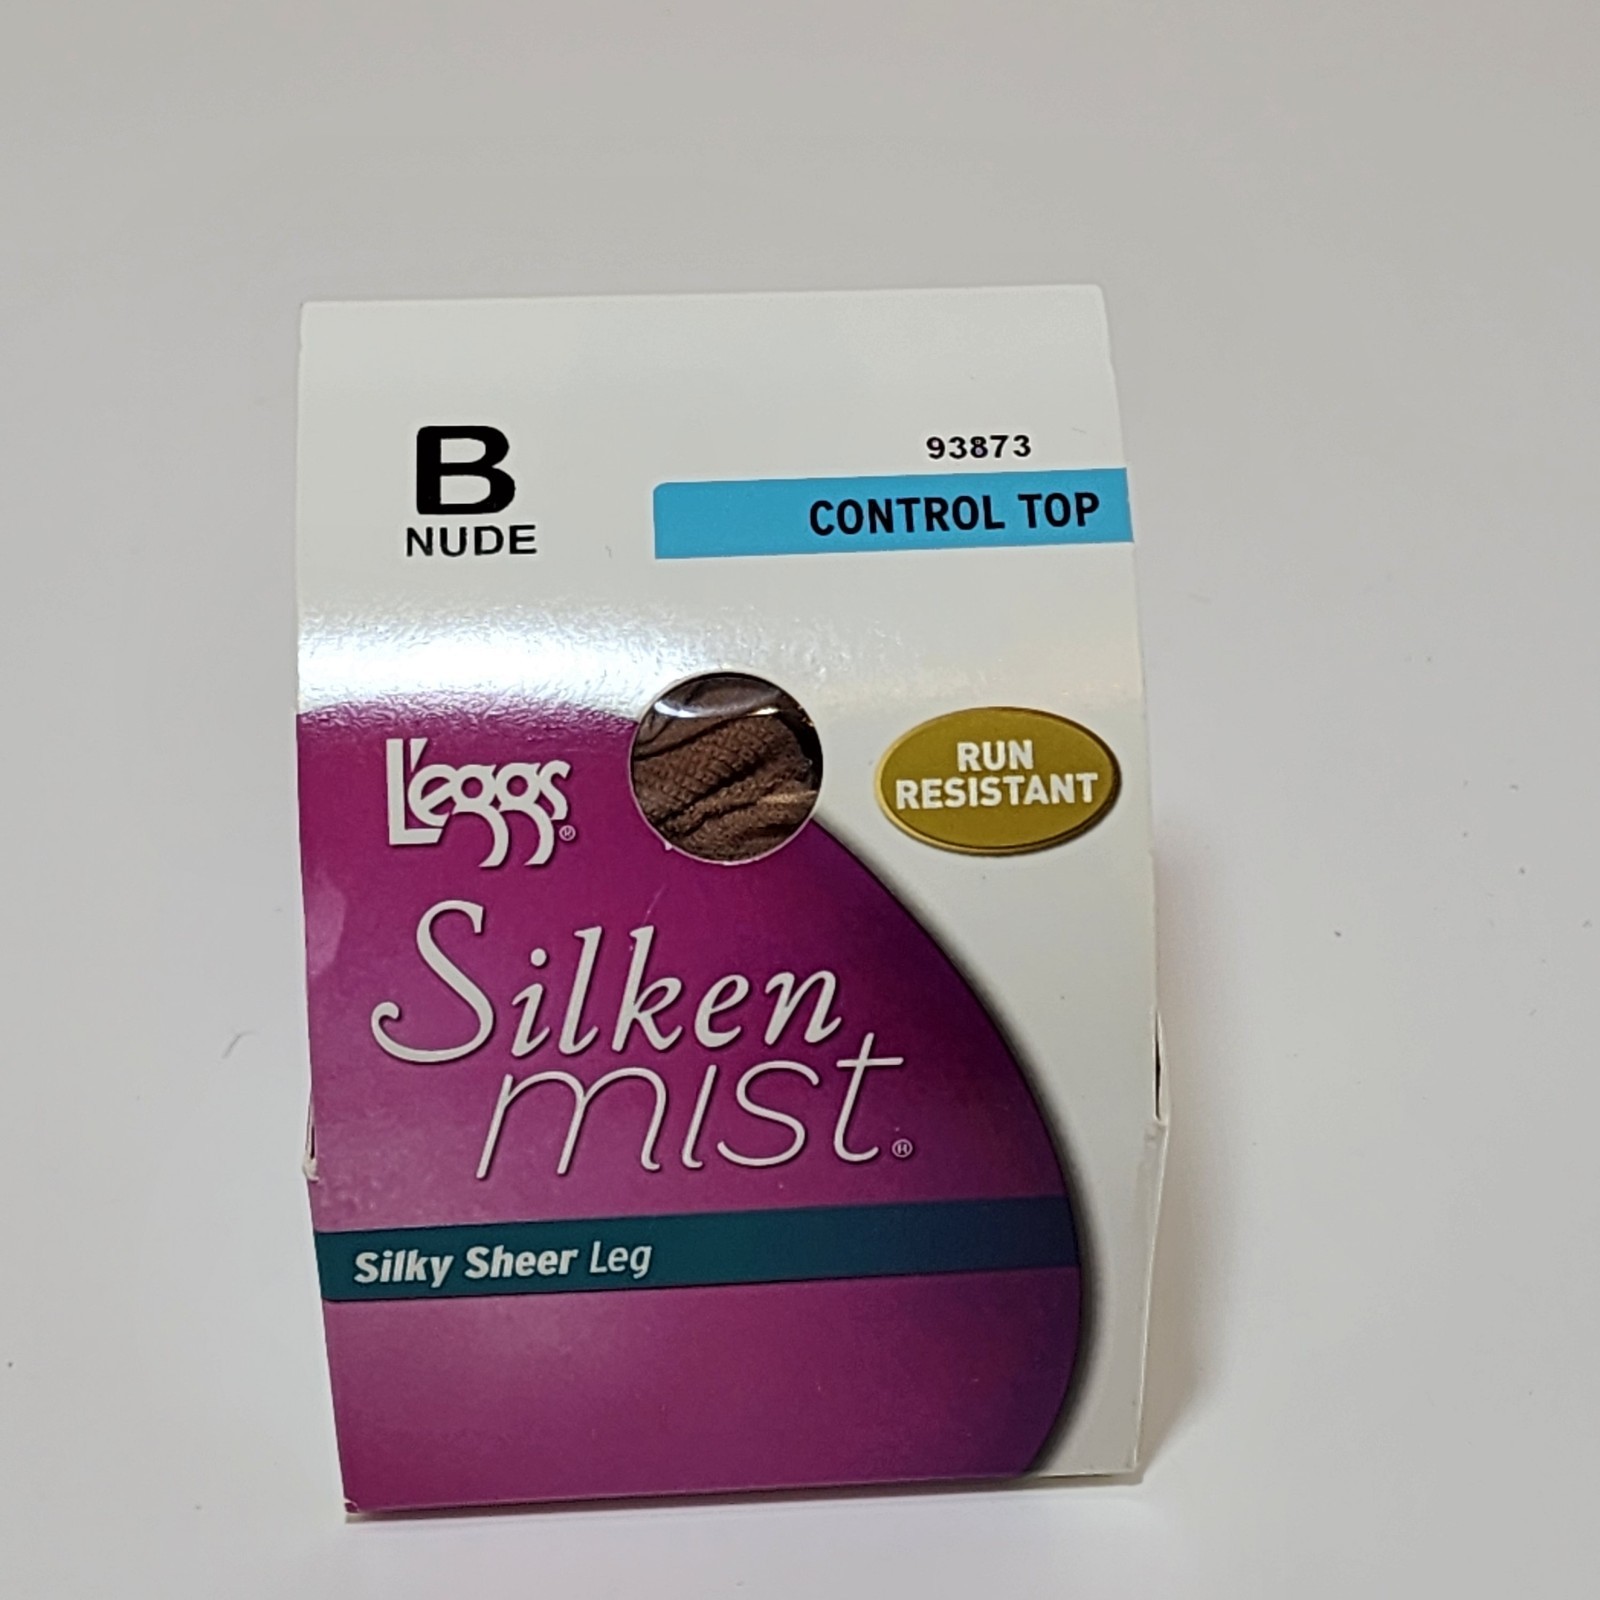 B
NUDE
93873
CONTROL TOP
L'eggs®
RUN
RESISTANT
Silken
mist®
Silky Sheer Leg